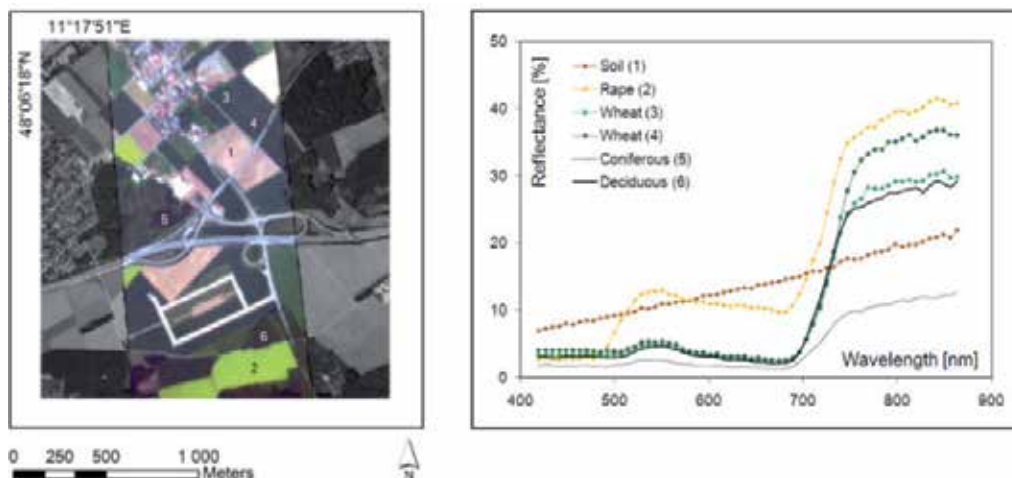 11°17'51"E
48°06'18"N
3
4
1
5
6
2
0 250 500 1 000
Meters
N
Reflectance [%]
50
40
30
20
10
0
Soil (1)
Rape (2)
Wheat (3)
Wheat (4)
Coniferous (5)
Deciduous (6)
Wavelength [nm]
400 500 600 700 800 900